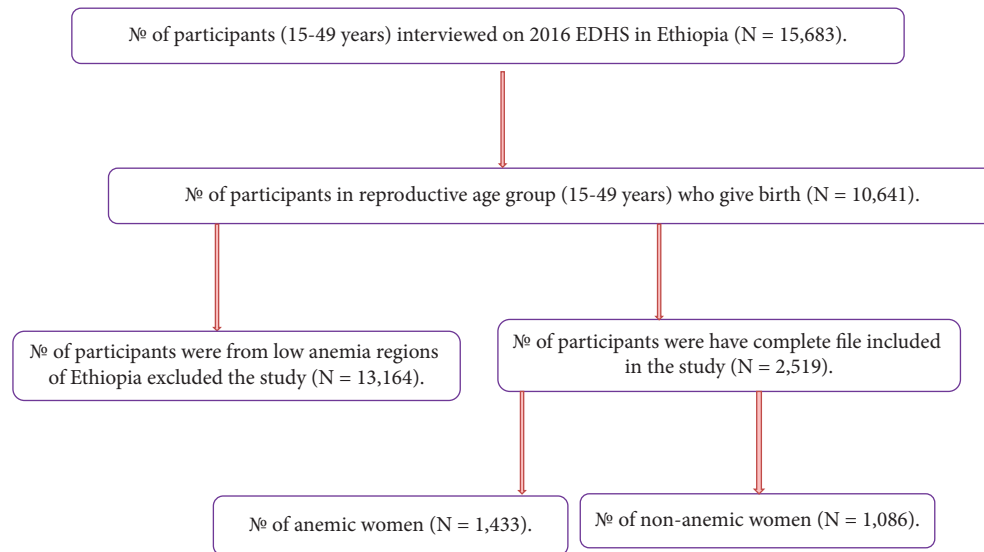 № of participants (15-49 years) interviewed on 2016 EDHS in Ethiopia (N = 15,683).
№ of participants in reproductive age group (15-49 years) who give birth (N = 10,641).
№ of participants were from low anemia regions
of Ethiopia excluded the study (N = 13,164).
№ of participants were have complete file included
in the study (N = 2,519).
№ of anemic women (N = 1,433).
№ of non-anemic women (N = 1,086).